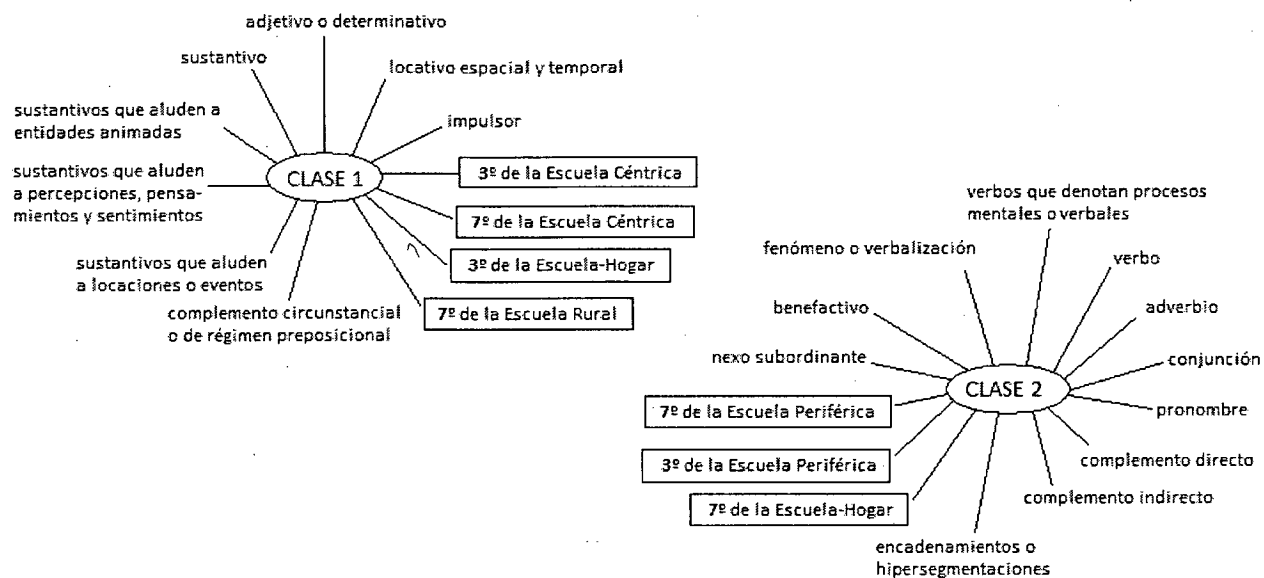 adjetivo o determinativo
sustantivo
locativo espacial y temporal
sustantivos que aluden a
entidades animadas
impulsor
sustantivos que aluden
a percepciones, pensa-
mientos y sentimientos
CLASE 1
3º de la Escuela Céntrica
7º de la Escuela Céntrica
3º de la Escuela-Hogar
7º de la Escuela Rural
sustantivos que aluden
a locaciones o eventos
complemento circunstancial
o de régimen preposicional
verbos que denotan procesos
mentales o verbales
fenómeno o verbalización
verbo
benefactivo
adverbio
nexo subordinante
conjunción
CLASE 2
7º de la Escuela Periférica
pronombre
3º de la Escuela Periférica
complemento directo
7º de la Escuela-Hogar
complemento indirecto
encadenamientos o
hipersegmentaciones